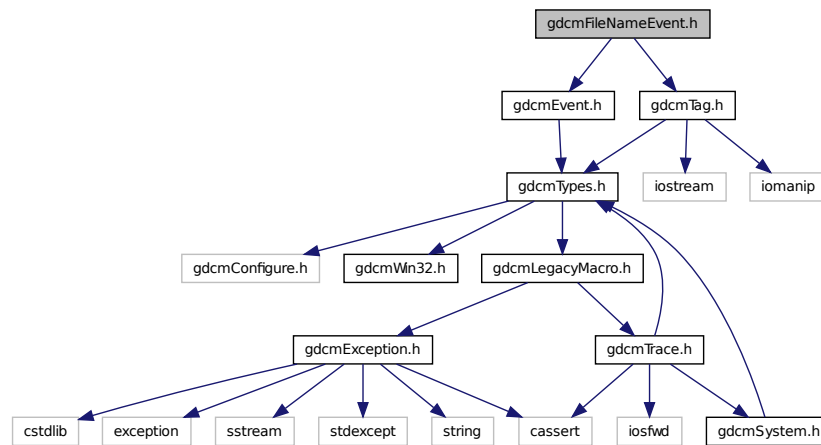 gdcmFileNameEvent.h
gdcmEvent.h
gdcmTag.h
gdcmTypes.h
iostream
iomanip
gdcmConfigure.h
gdcmWin32.h
gdcmLegacyMacro.h
gdcmException.h
gdcmTrace.h
cstdlib
exception
sstream
stdexcept
string
cassert
iosfwd
gdcmSystem.h